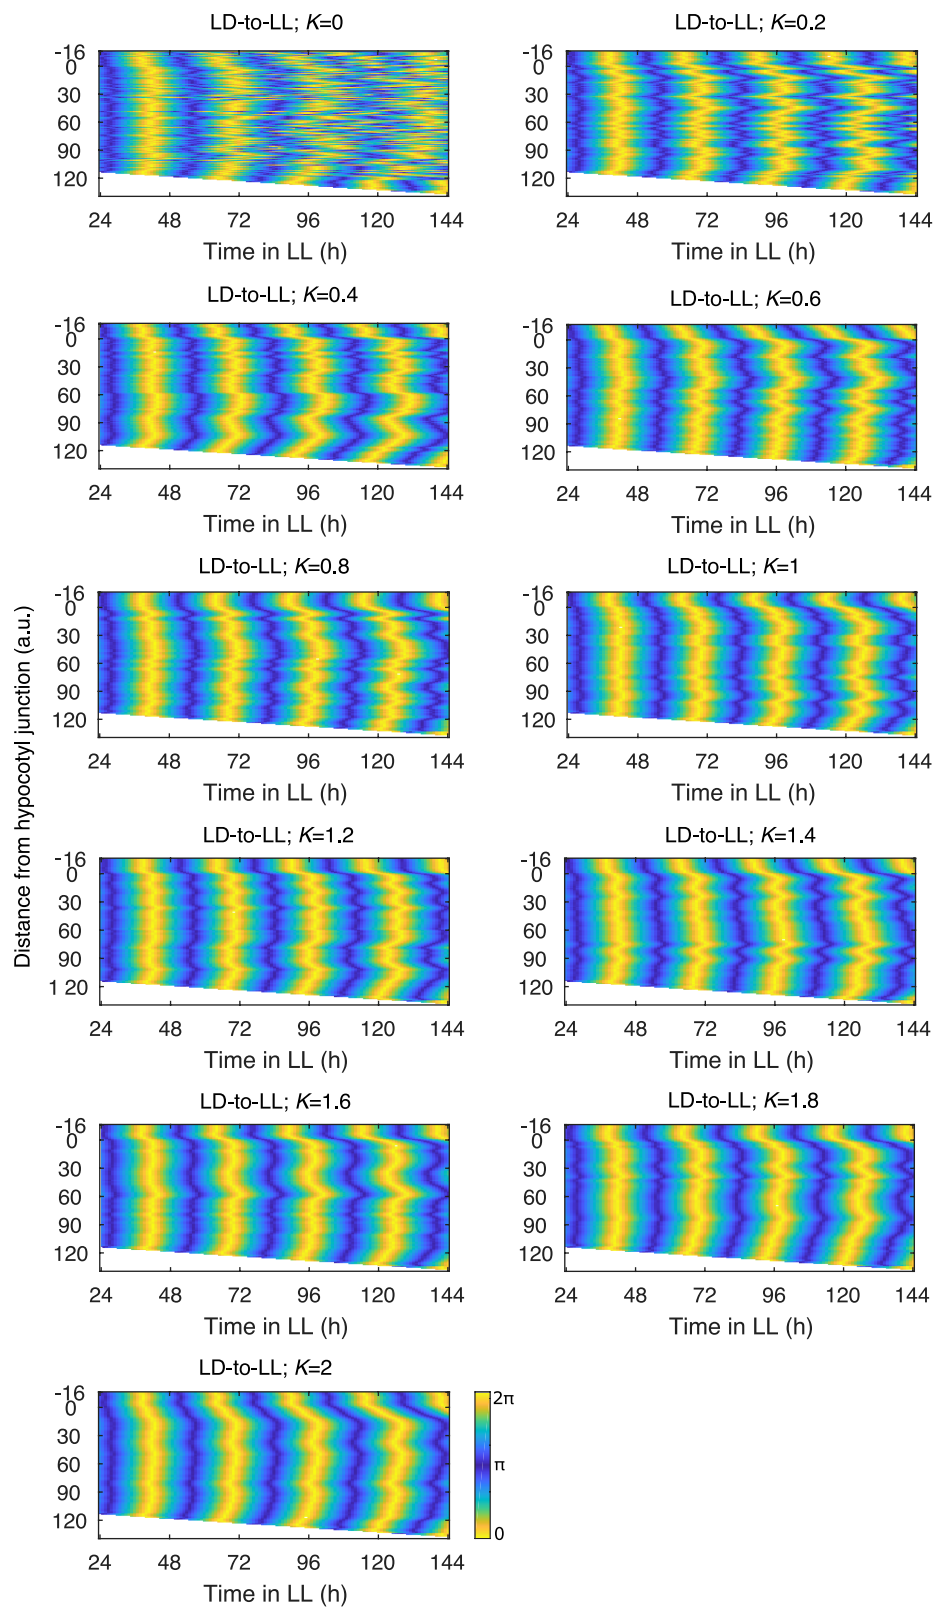 LD-to-LL; K=0
-16
0
30
60
90
120
24 48 72 96 120 144
Time in LL (h)
LD-to-LL; K=0.2
-16
0
30
60
90
120
24 48 72 96 120 144
Time in LL (h)
LD-to-LL; K=0.4
-16
0
30
60
90
120
24 48 72 96 120 144
Time in LL (h)
LD-to-LL; K=0.6
-16
0
30
60
90
120
24 48 72 96 120 144
Time in LL (h)
Distance from hypocotyl junction (a.u.)
LD-to-LL; K=0.8
-16
0
30
60
90
120
24 48 72 96 120 144
Time in LL (h)
LD-to-LL; K=1
-16
0
30
60
90
120
24 48 72 96 120 144
Time in LL (h)
LD-to-LL; K=1.2
-16
0
30
60
90
1 20
24 48 72 96 120 144
Time in LL (h)
LD-to-LL; K=1.4
-16
0
30
60
90
120
24 48 72 96 120 144
Time in LL (h)
LD-to-LL; K=1.6
-16
0
30
60
90
120
24 48 72 96 120 144
Time in LL (h)
LD-to-LL; K=1.8
-16
0
30
60
90
120
24 48 72 96 120 144
Time in LL (h)
LD-to-LL; K=2
-16
0
30
60
90
120
24 48 72 96 120 144
Time in LL (h)
2π
π
0